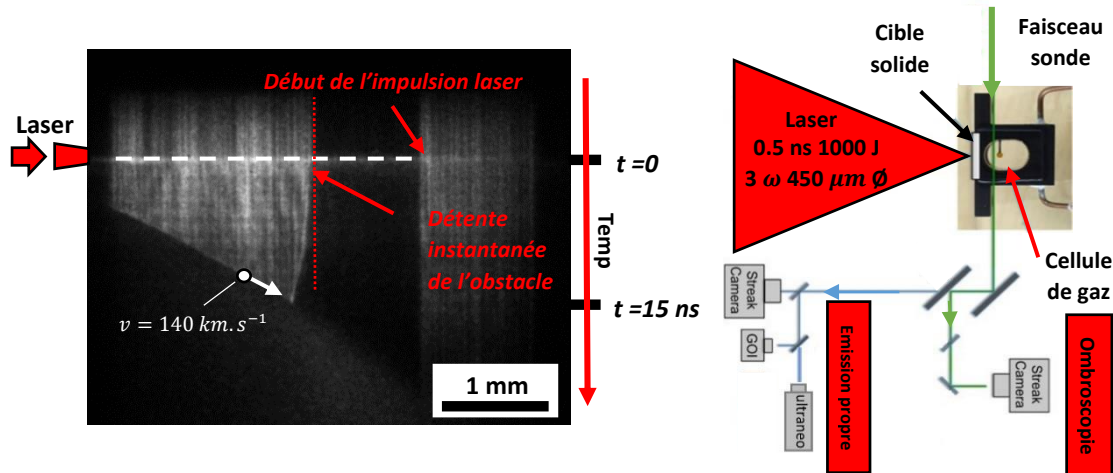 Laser
Début de l’impulsion laser
t =0
Détente
instantanée
de l’obstacle
Temp
t =15 ns
v = 140 km.s⁻¹
1 mm
Cible
solide
Faisceau
sonde
Laser
0.5 ns 1000 J
3 ω 450 μm Ø
Cellule
de gaz
Streak
Camera
GOI
ultraneo
Emission propre
Streak
Camera
Ombroscopie